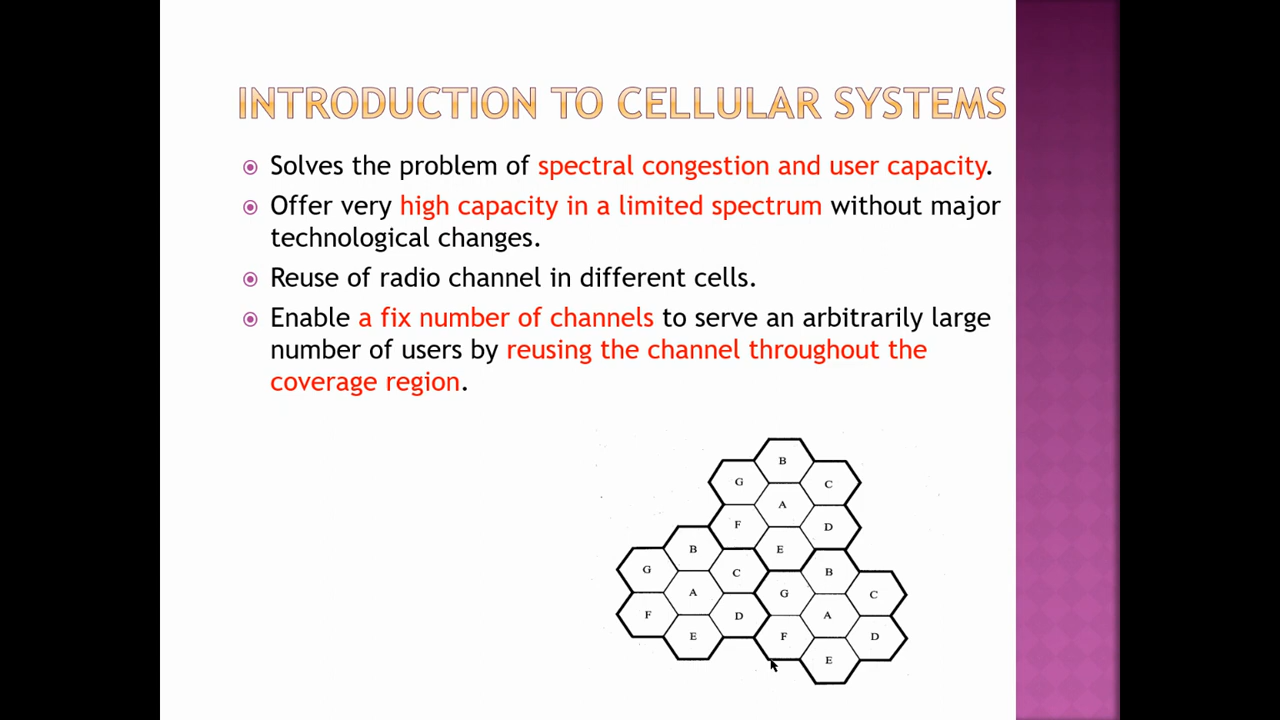 INTRODUCTION TO CELLULAR SYSTEMS
Solves the problem of spectral congestion and user capacity.
Offer very high capacity in a limited spectrum without major
technological changes.
Reuse of radio channel in different cells.
Enable a fix number of channels to serve an arbitrarily large
number of users by reusing the channel throughout the
coverage region.
B
G
C
A
F
D
B
E
G
C
B
A
G
C
F
D
A
E
F
D
E